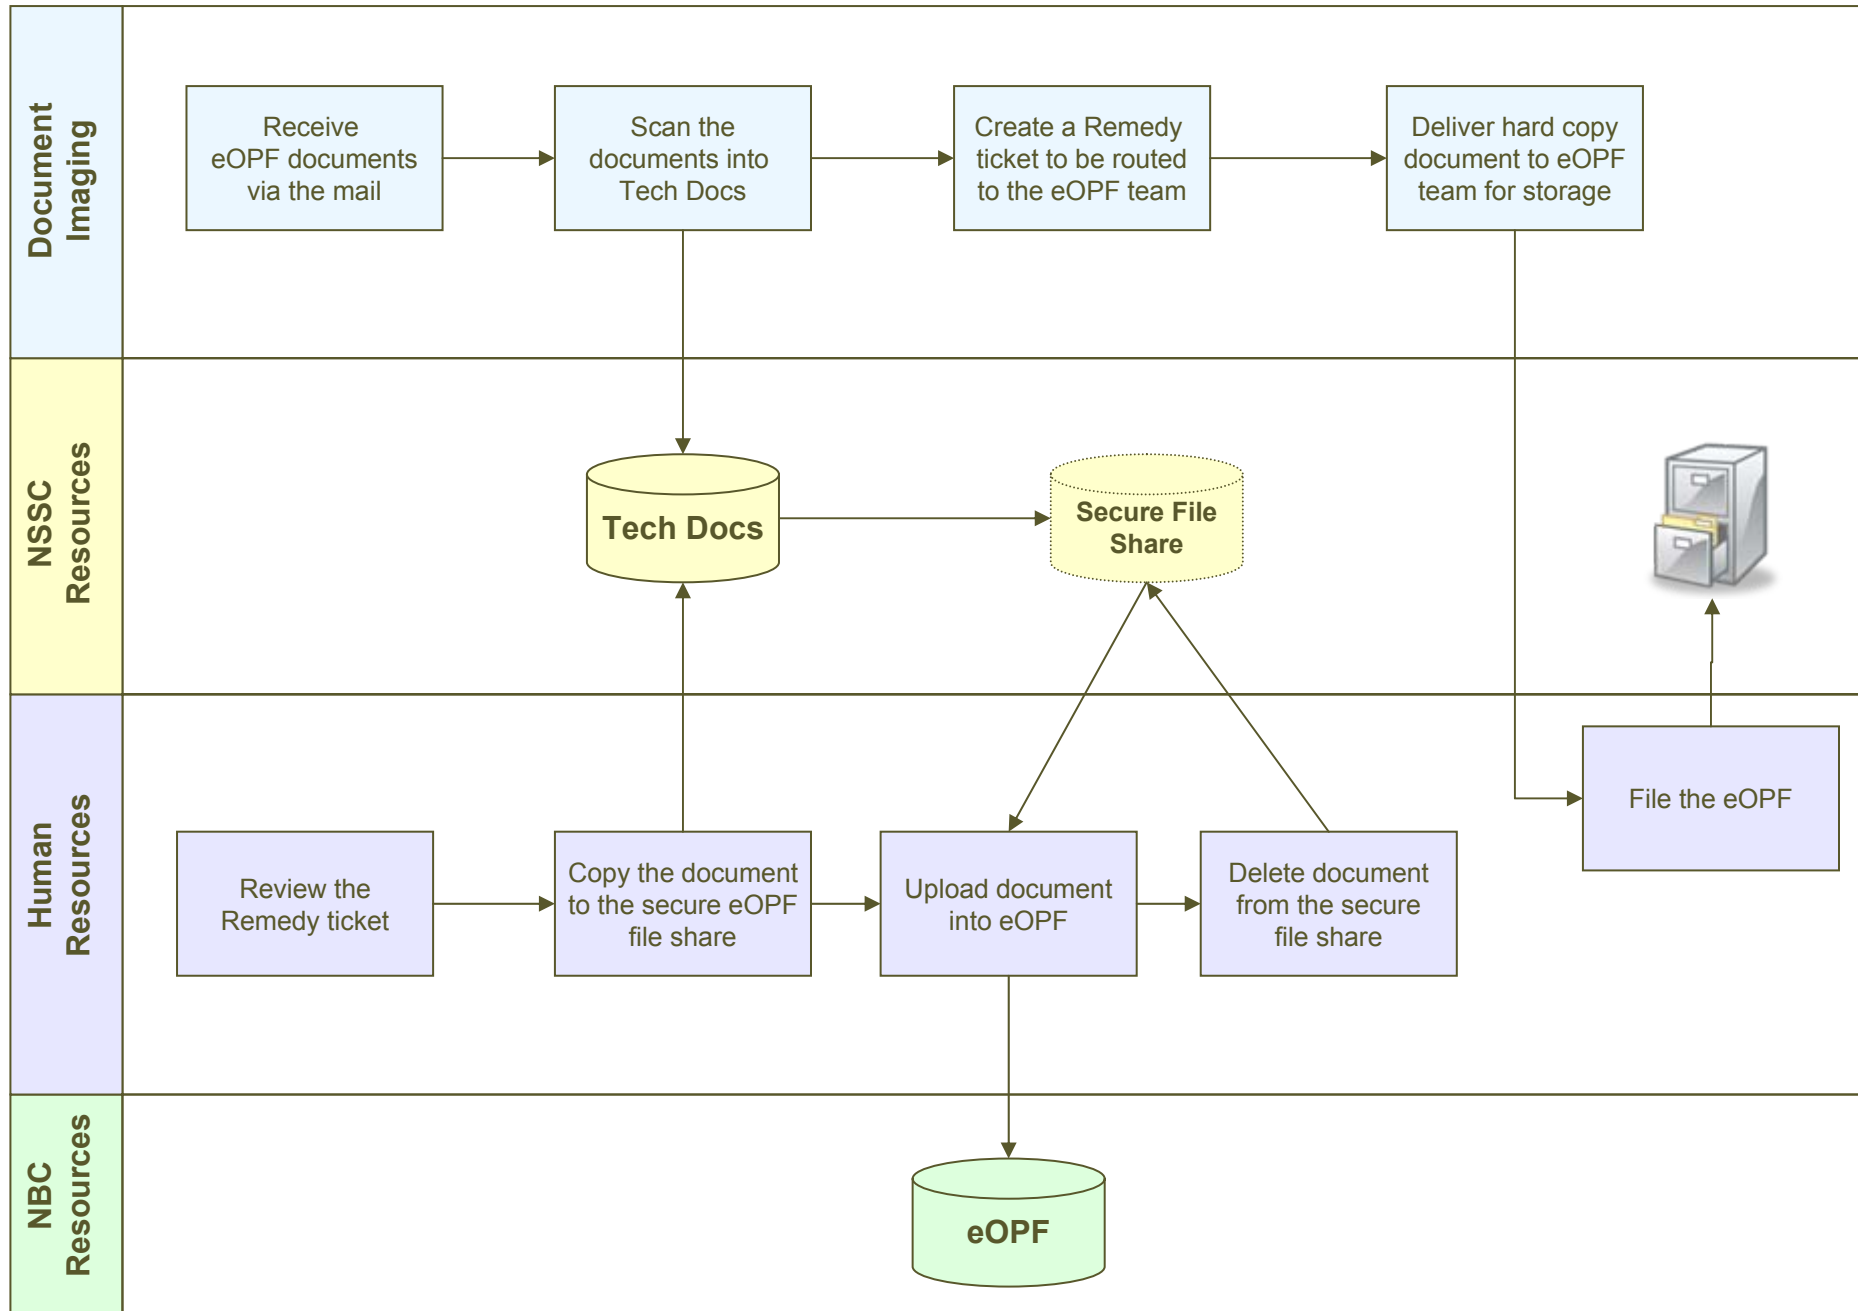 Document
Imaging
Receive
eOPF documents
via the mail
Scan the
documents into
Tech Docs
Create a Remedy
ticket to be routed
to the eOPF team
Deliver hard copy
document to eOPF
team for storage
NSSC
Resources
Tech Docs
Secure File
Share
Human
Resources
Review the
Remedy ticket
Copy the document
to the secure eOPF
file share
Upload document
into eOPF
Delete document
from the secure
file share
File the eOPF
NBC
Resources
eOPF